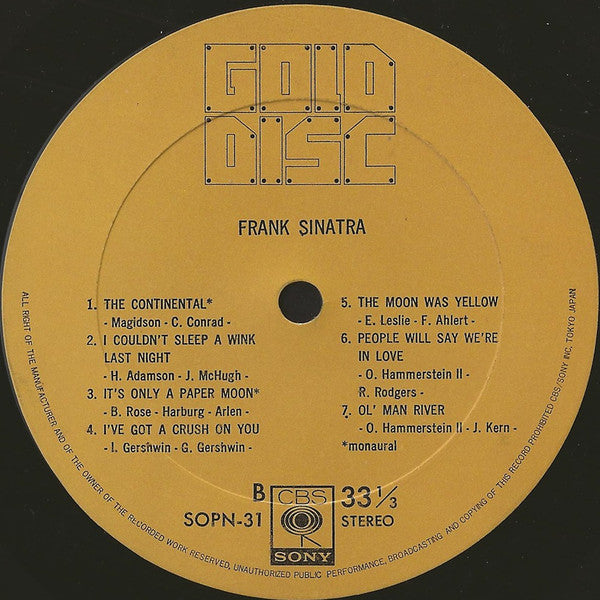 GOLD
DISC
FRANK SINATRA
1. THE CONTINENTAL*
- Magidson - C. Conrad -
2. I COULDN'T SLEEP A WINK
LAST NIGHT
- H. Adamson - J. McHugh -
3. IT'S ONLY A PAPER MOON*
- B. Rose - Harburg - Arlen -
4. I'VE GOT A CRUSH ON YOU
- I. Gershwin - G. Gershwin -
5. THE MOON WAS YELLOW
- E. Leslie - F. Ahlert -
6. PEOPLE WILL SAY WE'RE
IN LOVE
- O. Hammerstein II -
R. Rodgers -
7. OL' MAN RIVER
- O. Hammerstein II - J. Kern -
*monaural
B
SOPN-31
CBS
SONY
33 1/3
STEREO
ALL RIGHT OF THE MANUFACTURER AND OF THE OWNER OF THE RECORDED WORK RESERVED, UNAUTHORIZED PUBLIC PERFORMANCE, BROADCASTING AND COPYING OF THIS RECORD PROHIBITED CBS/SONY INC, TOKYO JAPAN